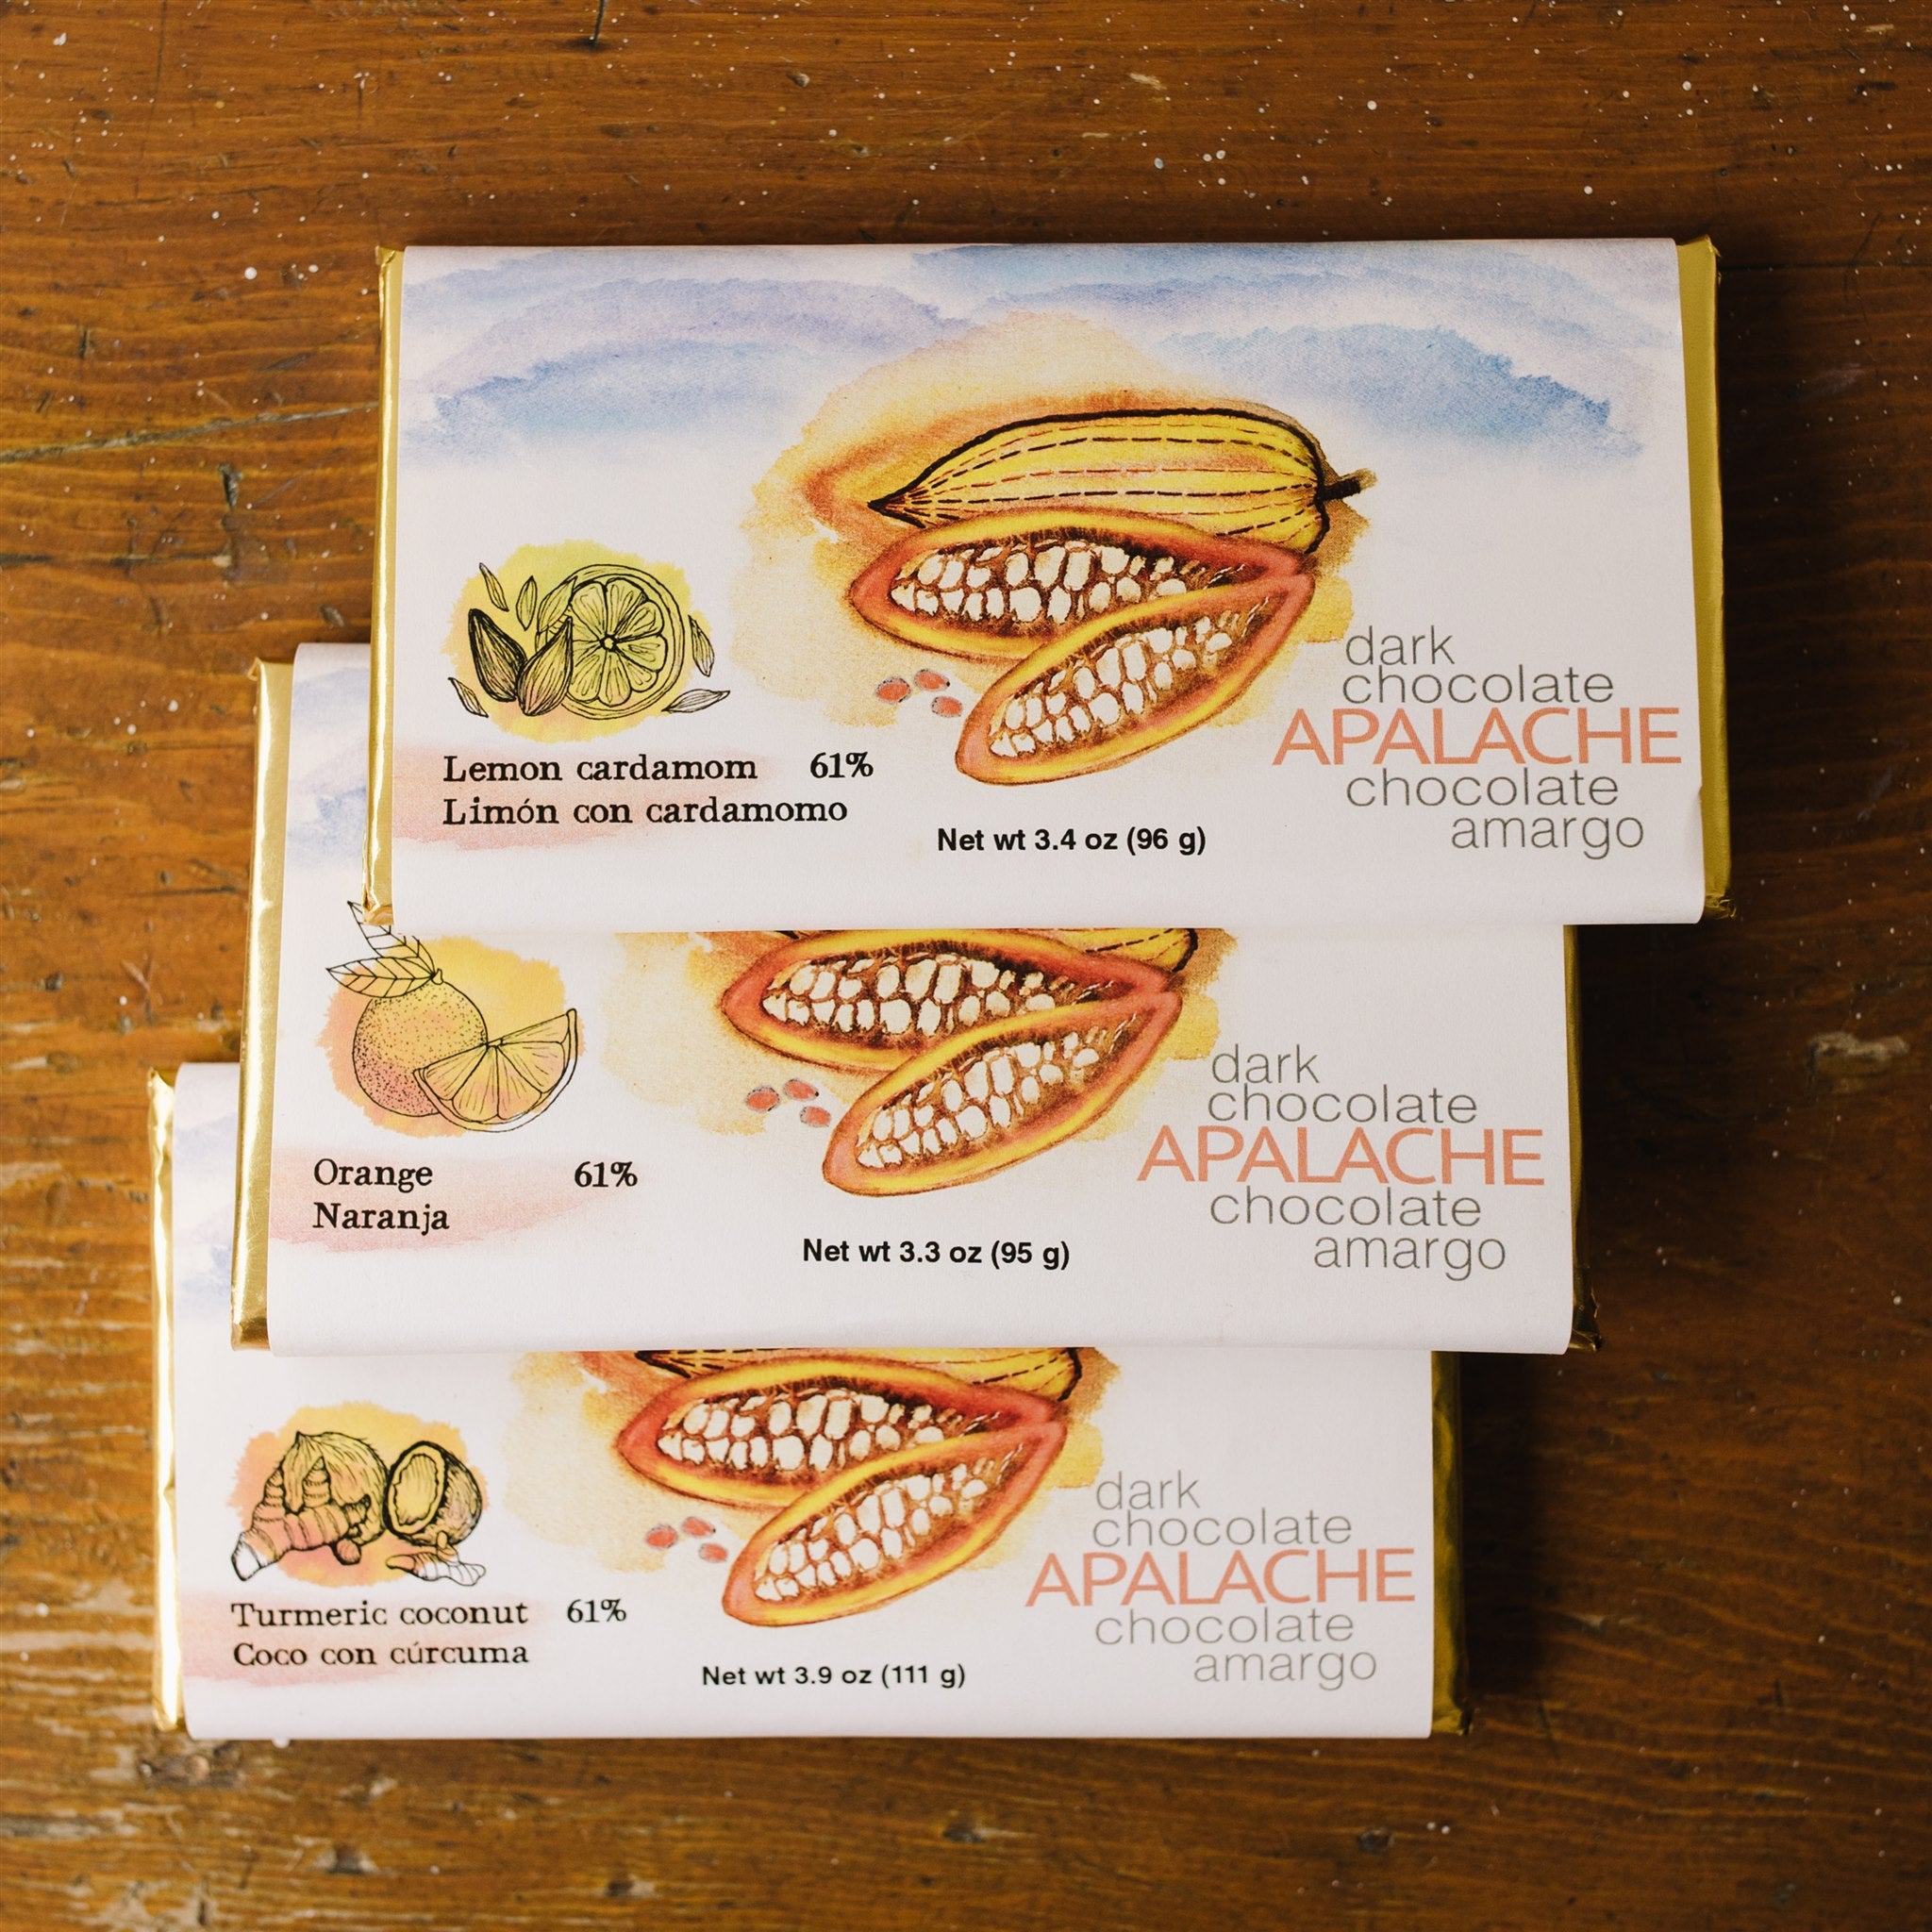 Lemon cardamom 61%
Limón con cardamomo
Net wt 3.4 oz (96 g)
dark
chocolate
APALACHE
chocolate
amargo
Orange 61%
Naranja
Net wt 3.3 oz (95 g)
dark
chocolate
APALACHE
chocolate
amargo
Turmeric coconut 61%
Coco con cúrcuma
Net wt 3.9 oz (111 g)
dark
chocolate
APALACHE
chocolate
amargo